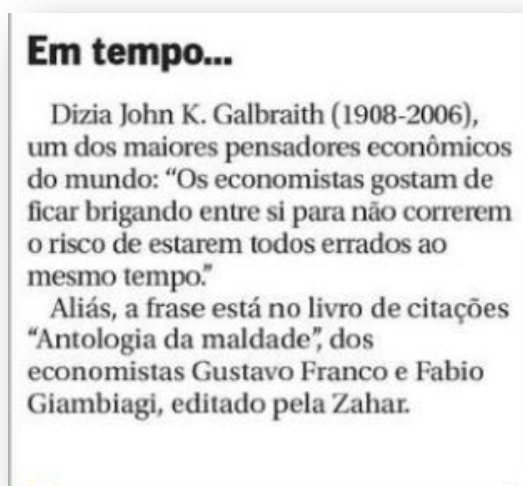 Em tempo...
Dizia John K. Galbraith (1908-2006),
um dos maiores pensadores econômicos
do mundo: “Os economistas gostam de
ficar brigando entre si para não correrem
o risco de estarem todos errados ao
mesmo tempo.”
Aliás, a frase está no livro de citações
“Antologia da maldade”, dos
economistas Gustavo Franco e Fabio
Giambiagi, editado pela Zahar.